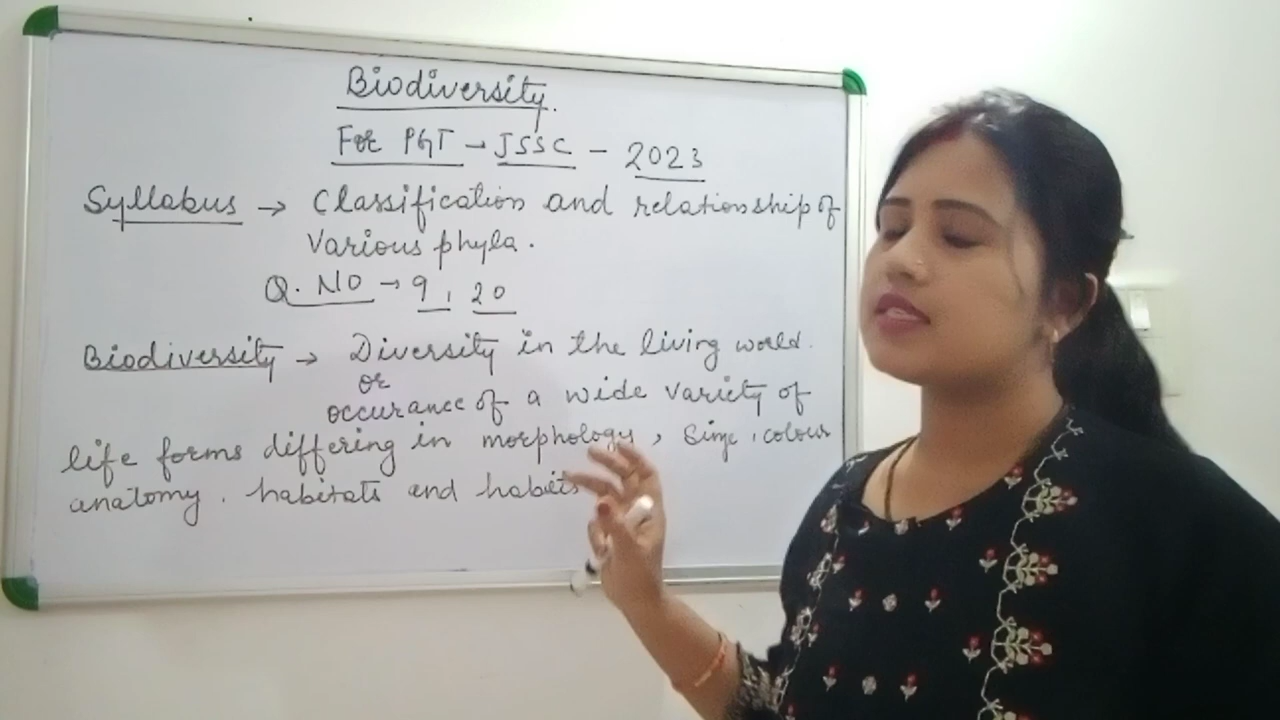 Biodiversity.
For PGT - JSSC - 2023
Syllabus → Classification and relationship of
Various phyla.
Q. NO → 9, 20
Biodiversity → Diversity in the living world.
or
occurance of a wide variety of
life forms differing in morphology, Size, colour
anatomy, habitats and habits